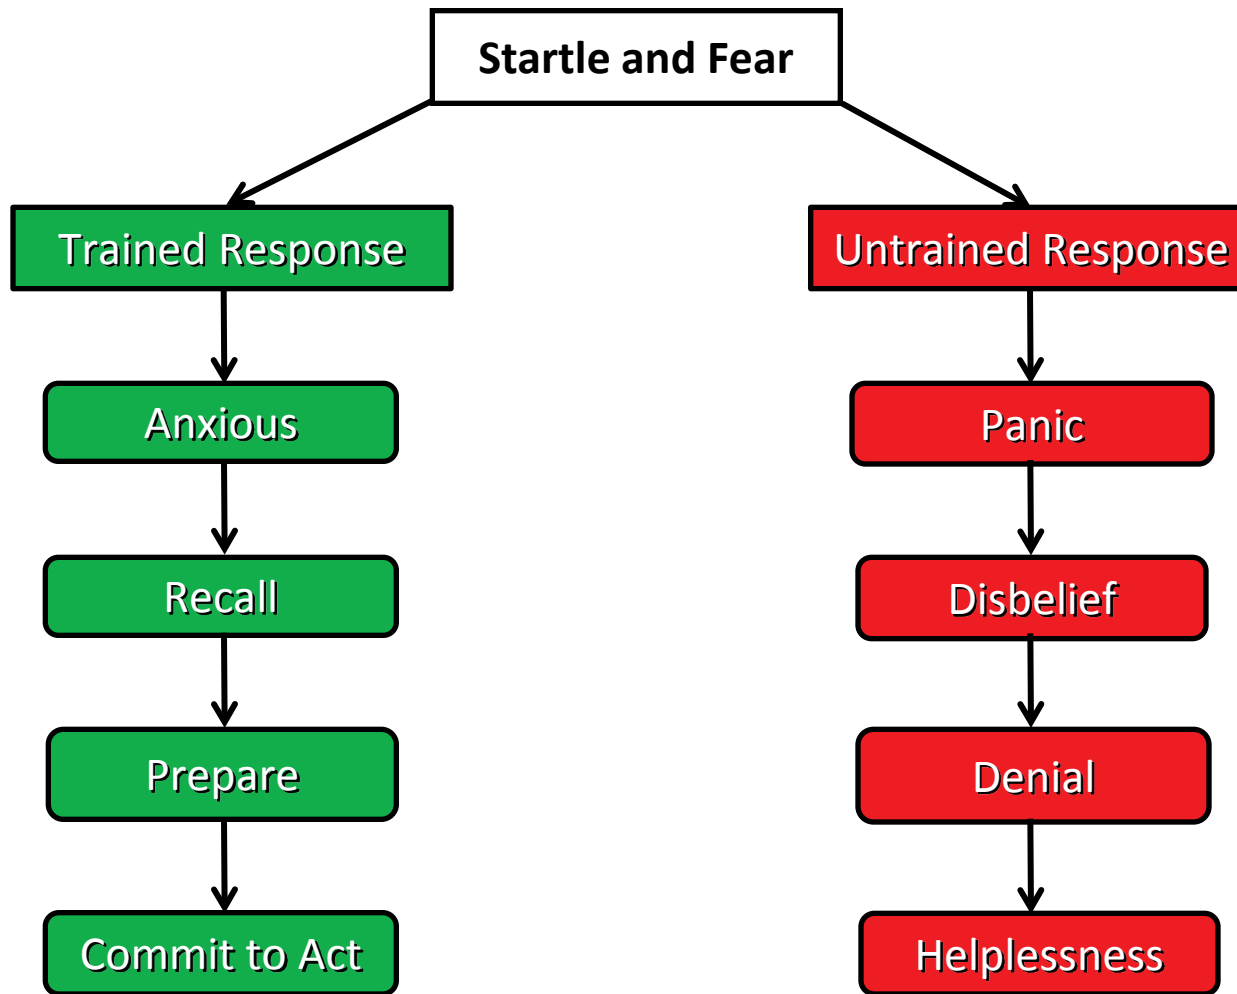 Startle and Fear
Trained Response
Untrained Response
Anxious
Panic
Recall
Disbelief
Prepare
Denial
Commit to Act
Helplessness